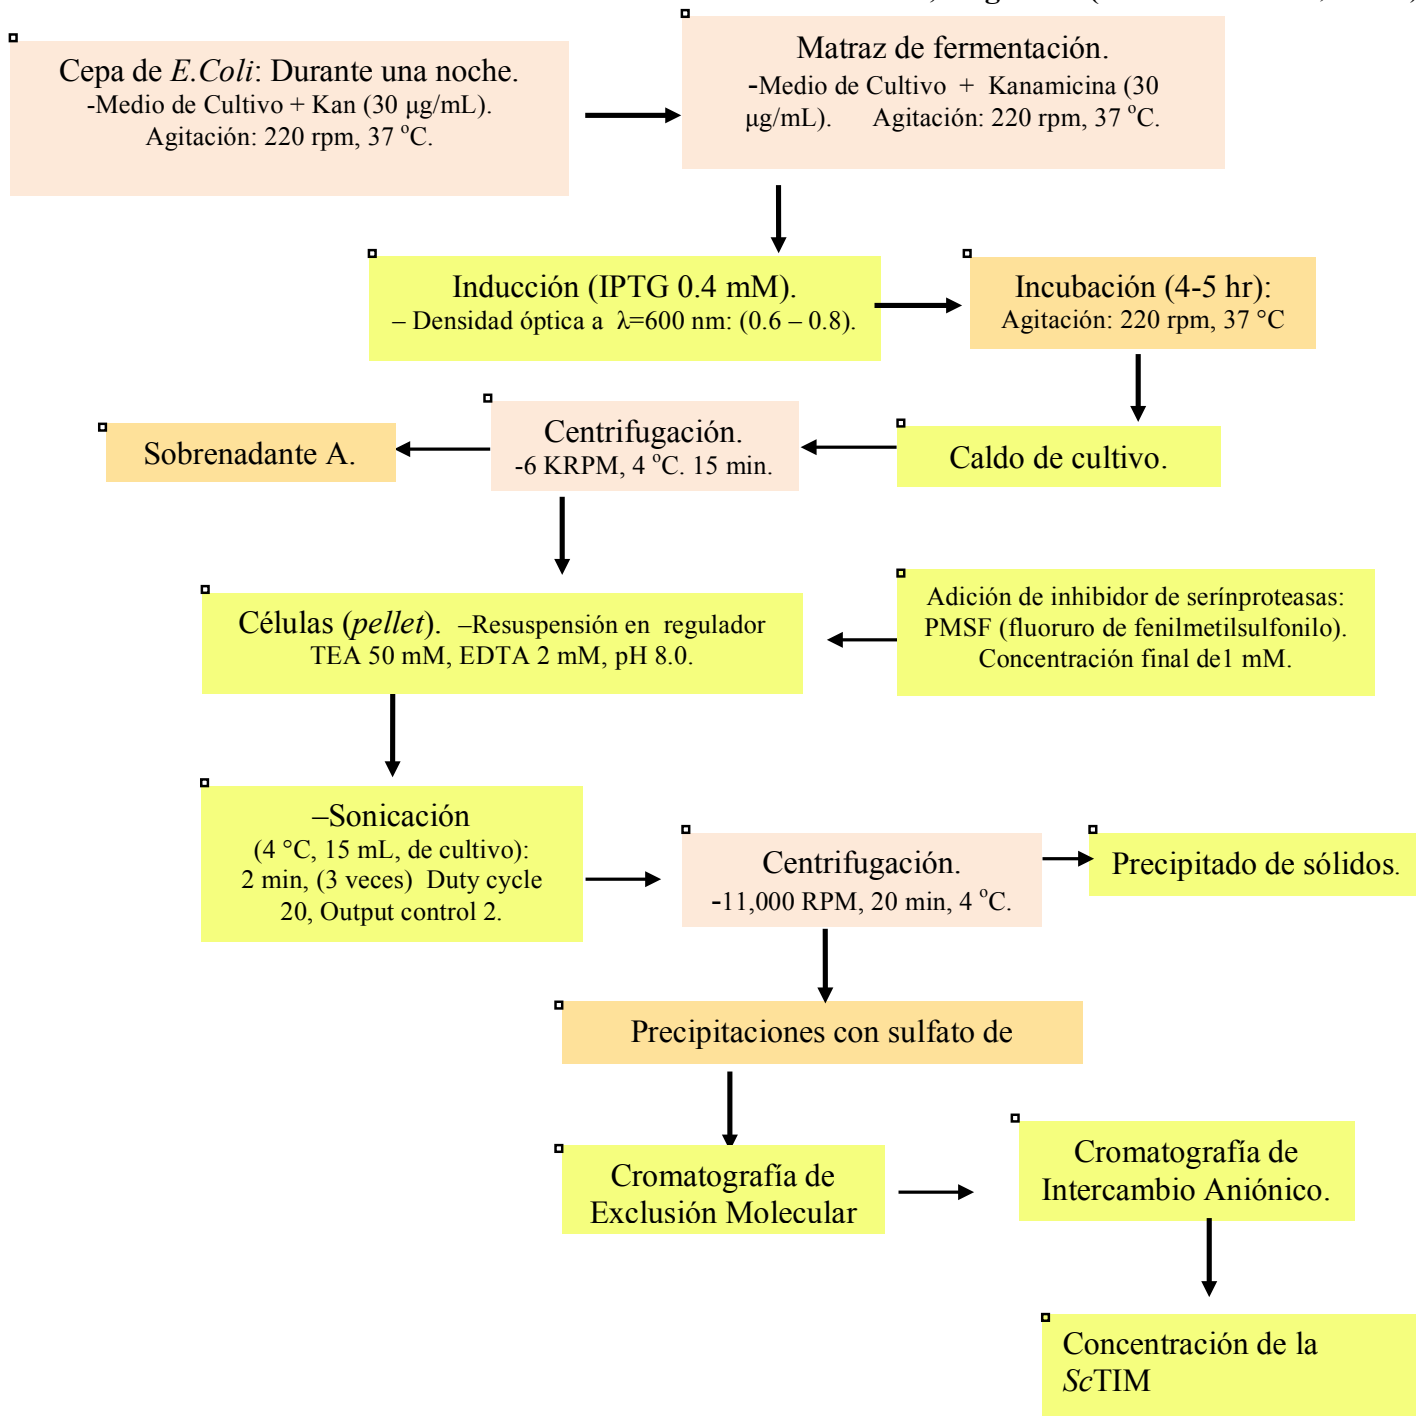 Cepa de E.Coli: Durante una noche.
-Medio de Cultivo + Kan (30 μg/mL).
Agitación: 220 rpm, 37 °C.
Matraz de fermentación.
-Medio de Cultivo + Kanamicina (30
μg/mL). Agitación: 220 rpm, 37 °C.
Inducción (IPTG 0.4 mM).
– Densidad óptica a λ=600 nm: (0.6 – 0.8).
Incubación (4-5 hr):
Agitación: 220 rpm, 37 °C
Caldo de cultivo.
Centrifugación.
-6 KRPM, 4 °C. 15 min.
Sobrenadante A.
Células (pellet). –Resuspensión en regulador
TEA 50 mM, EDTA 2 mM, pH 8.0.
Adición de inhibidor de serínproteasas:
PMSF (fluoruro de fenilmetilsulfonilo).
Concentración final de1 mM.
–Sonicación
(4 °C, 15 mL, de cultivo):
2 min, (3 veces) Duty cycle
20, Output control 2.
Centrifugación.
-11,000 RPM, 20 min, 4 °C.
Precipitado de sólidos.
Precipitaciones con sulfato de
Cromatografía de
Exclusión Molecular
Cromatografía de
Intercambio Aniónico.
Concentración de la
ScTIM